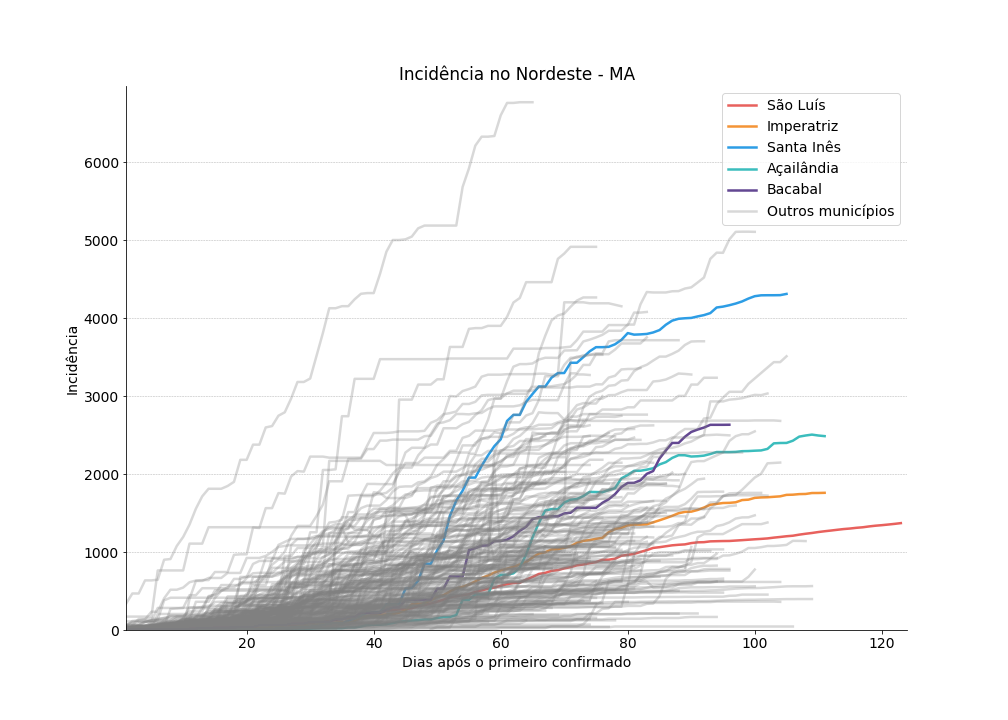 Incidência no Nordeste - MA
São Luís
Imperatriz
Santa Inês
Açailândia
Bacabal
Outros municípios
Incidência
6000
5000
4000
3000
2000
1000
0
20
40
60
80
100
120
Dias após o primeiro confirmado